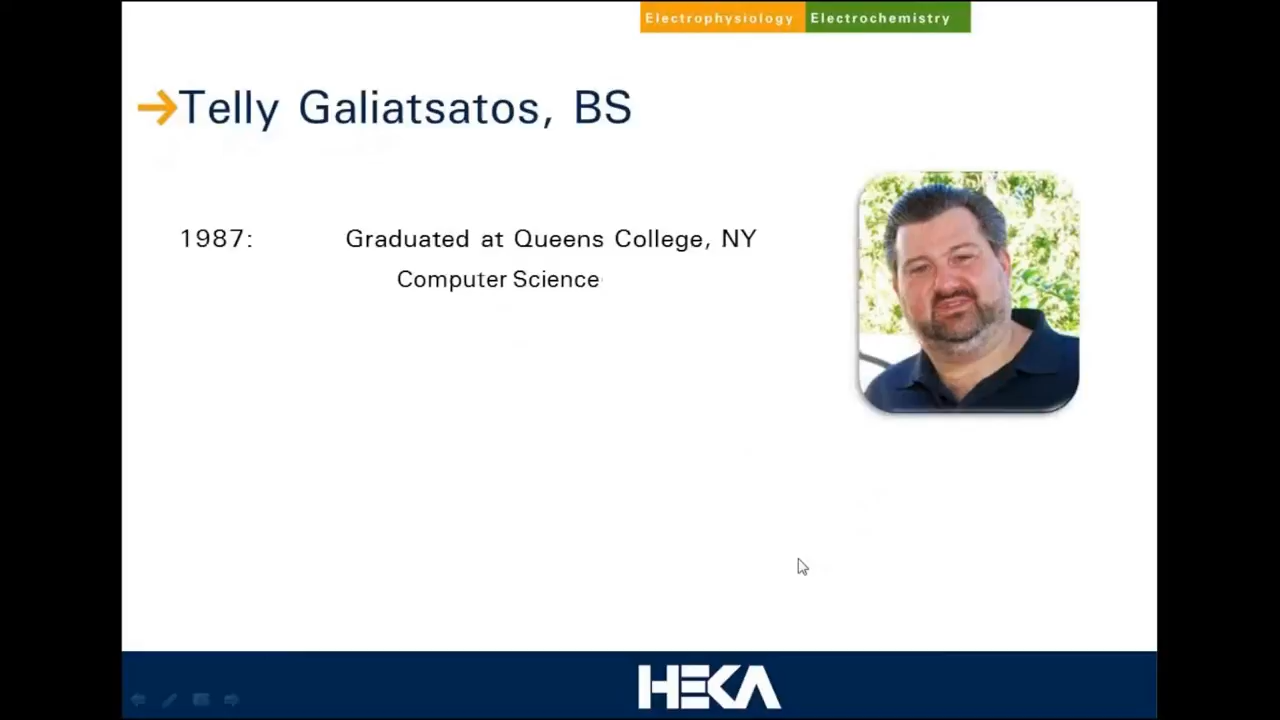 Electrophysiology Electrochemistry
Telly Galiatsatos, BS
1987: Graduated at Queens College, NY
Computer Science
HEKA